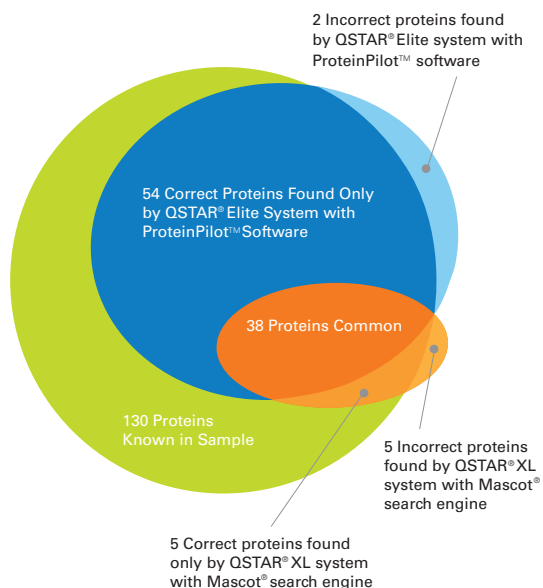 2 Incorrect proteins found
by QSTAR® Elite system with
ProteinPilot™ software
54 Correct Proteins Found Only
by QSTAR® Elite System with
ProteinPilot™ Software
38 Proteins Common
130 Proteins
Known in Sample
5 Incorrect proteins
found by QSTAR® XL
system with Mascot®
search engine
5 Correct proteins found
only by QSTAR® XL system
with Mascot® search engine